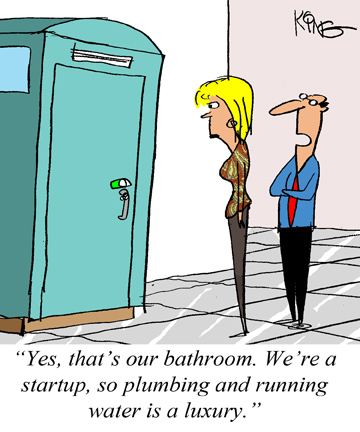 KING
“Yes, that’s our bathroom. We’re a
startup, so plumbing and running
water is a luxury.”